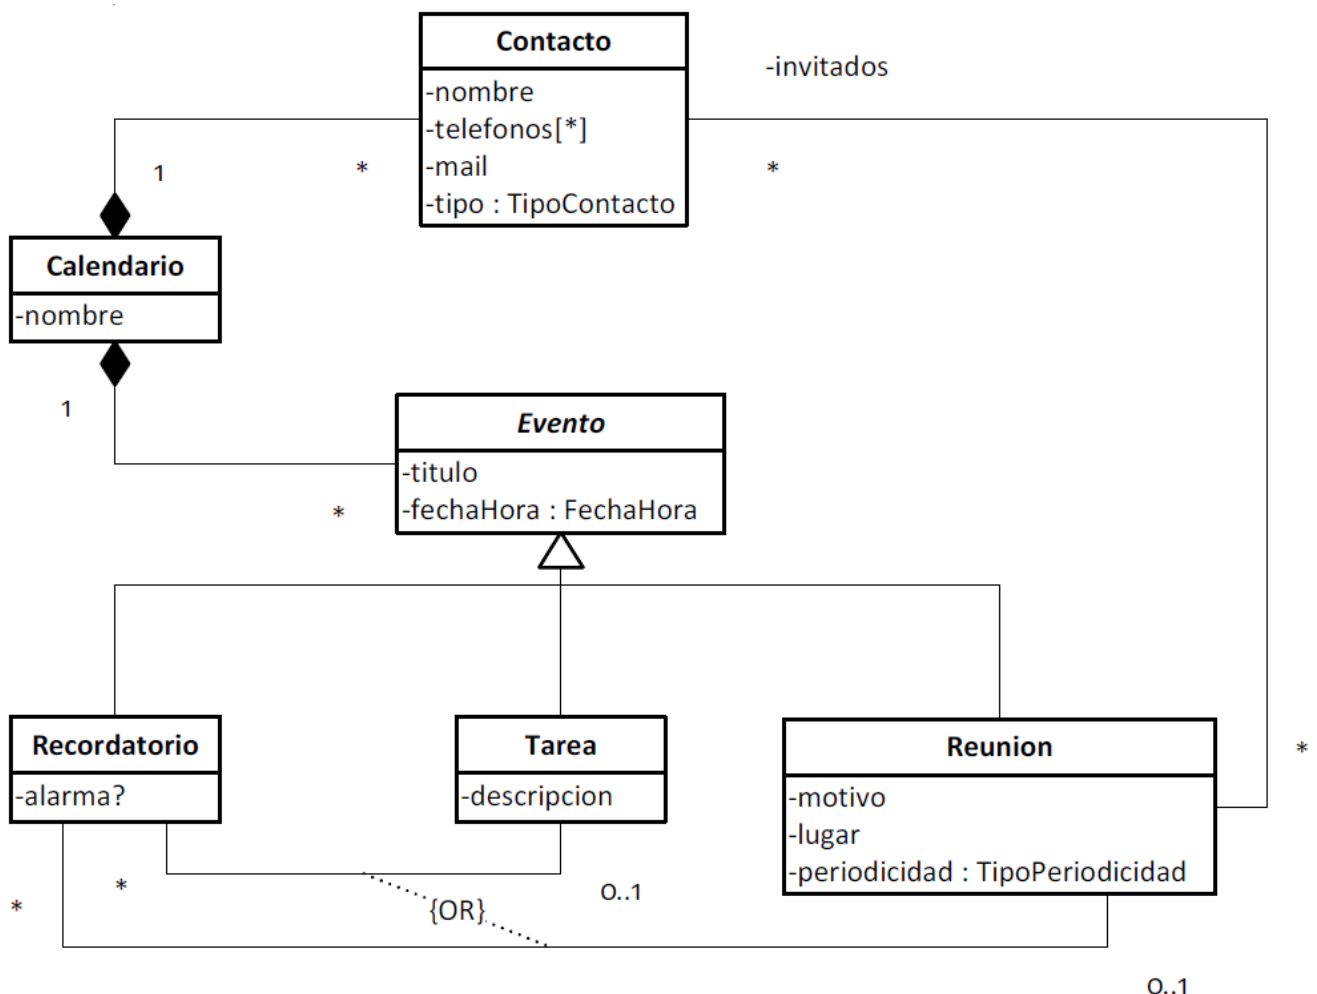 Contacto
-nombre
-telefonos[*]
-mail
-tipo : TipoContacto
-invitados
1
*
*
Calendario
-nombre
1
*
Evento
-titulo
-fechaHora : FechaHora
Recordatorio
-alarma?
Tarea
-descripcion
Reunion
-motivo
-lugar
-periodicidad : TipoPeriodicidad
*
*
*
0..1
{OR}
0..1